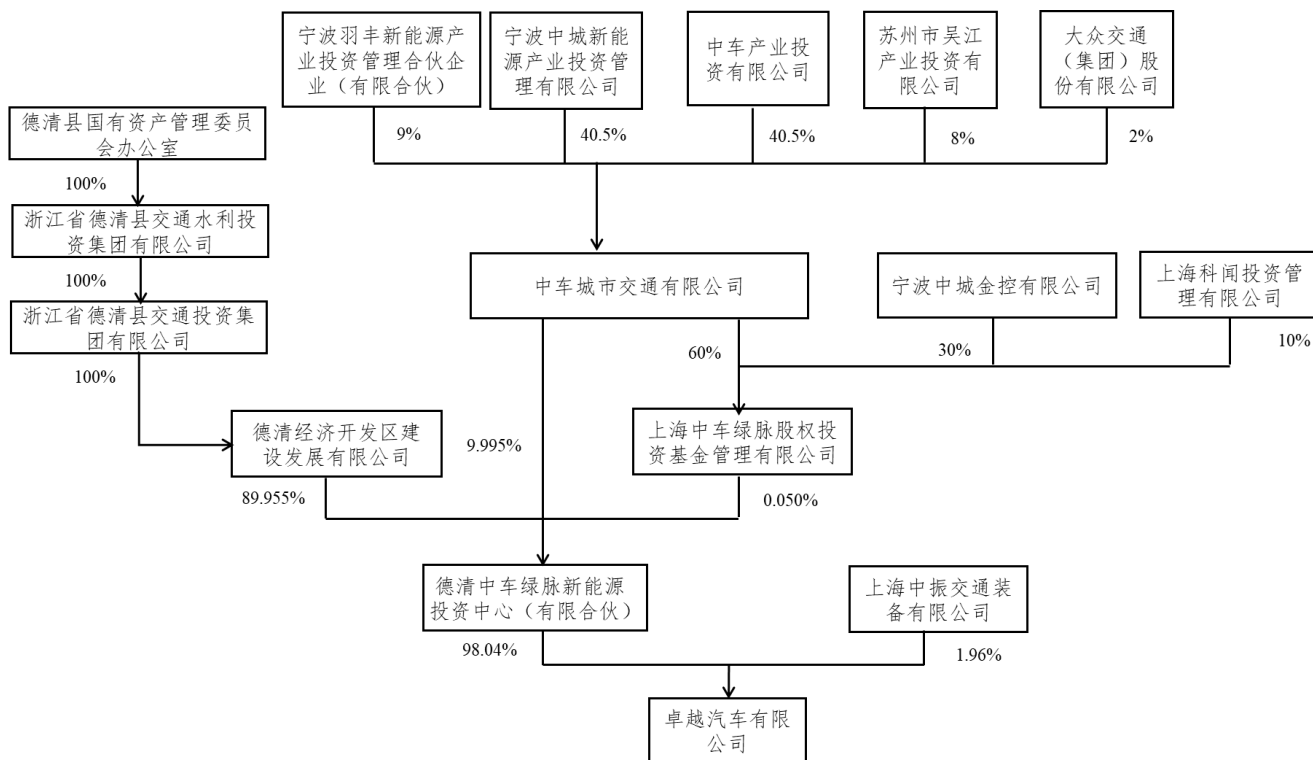 宁波羽丰新能源产
业投资管理合伙企
业（有限合伙）
宁波中城新能
源产业投资管
理有限公司
中车产业投
资有限公司
苏州市吴江
产业投资有
限公司
大众交通
（集团）股
份有限公司
9%
40.5%
40.5%
8%
2%
德清县国有资产管理委员
会办公室
100%
浙江省德清县交通水利投
资集团有限公司
100%
浙江省德清县交通投资集
团有限公司
100%
中车城市交通有限公司
宁波中城金控有限公司
上海科闻投资管
理有限公司
60%
30%
10%
德清经济开发区建
设发展有限公司
9.995%
上海中车绿脉股权投
资基金管理有限公司
89.955%
0.050%
德清中车绿脉新能源
投资中心（有限合伙）
上海中振交通装
备有限公司
98.04%
1.96%
卓越汽车有限
公司